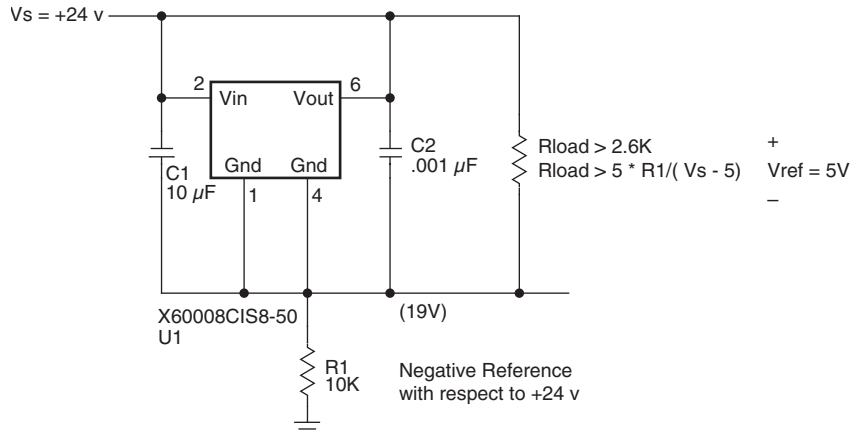 Vs = +24 v
2
6
Vin
Vout
C1
10 µF
Gnd
Gnd
1
4
C2
.001 µF
Rload > 2.6K
Rload > 5 * R1/( Vs - 5)
+
Vref = 5V
–
X60008CIS8-50
U1
(19V)
R1
10K
Negative Reference
with respect to +24 v